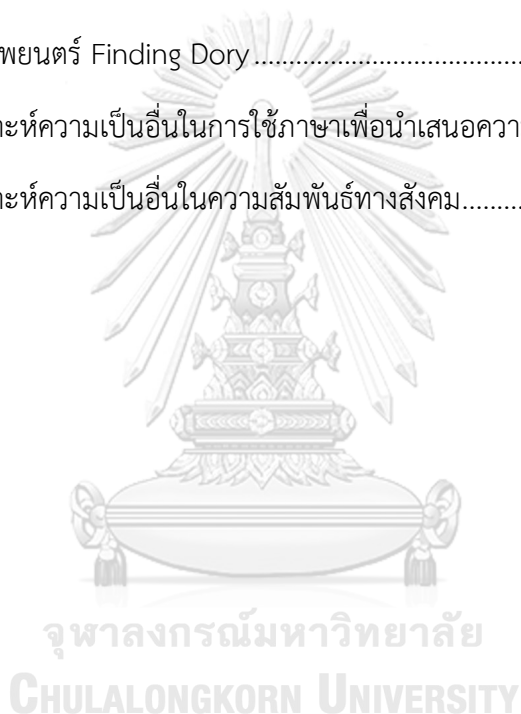 พยนตร์ Finding Dory.......................................
าะห์ความเป็นอื่นในการใช้ภาษาเพื่อนำเสนอควา
าะห์ความเป็นอื่นในความสัมพันธ์ทางสังคม.........
จุฬาลงกรณ์มหาวิทยาลัย
CHULALONGKORN UNIVERSITY